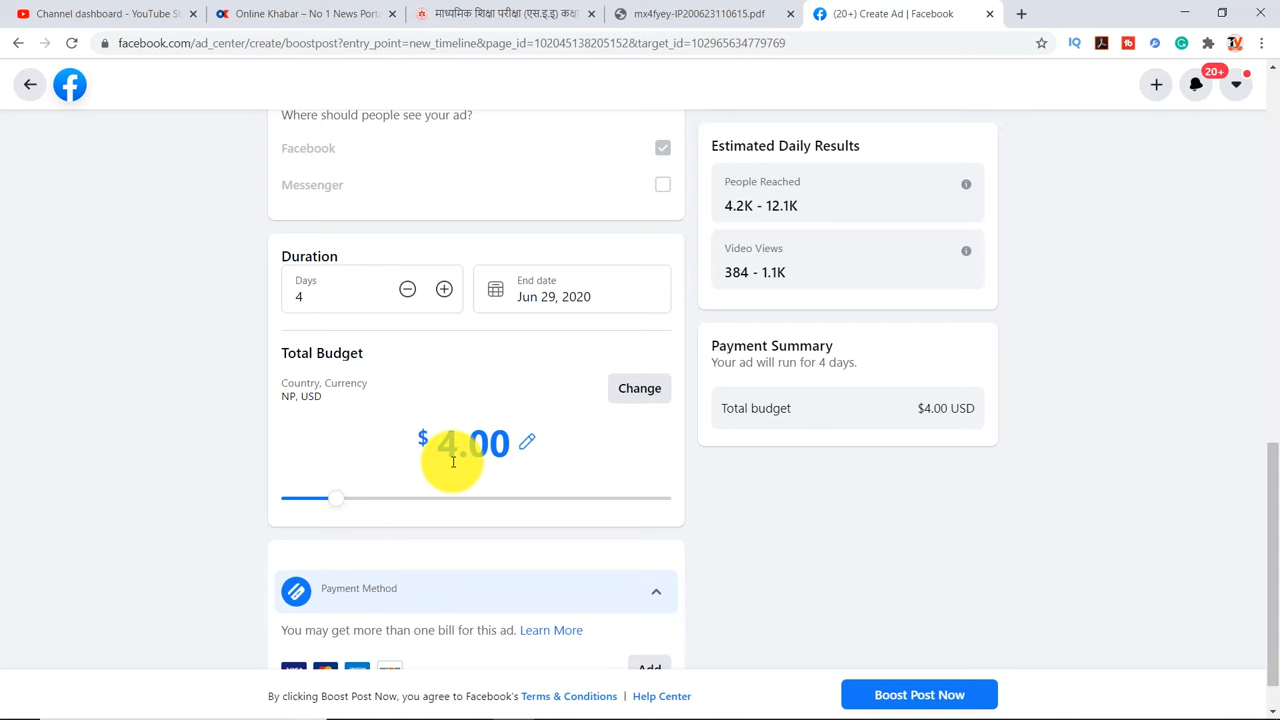 Channel dashboard - YouTube St
Online Khabar – No 1 News Porta
माध्यमिक शिक्षा परीक्षा (एस.इ.इ) कक्षा
mx4fyey-IP200623150615.pdf
(20+) Create Ad | Facebook
facebook.com/ad_center/create/boostpost?entry_point=new_timeline&page_id=102045138205152&target_id=102965634779769
20+
Where should people see your ad?
Facebook
Messenger
Duration
Days
4
End date
Jun 29, 2020
Total Budget
Country, Currency
NP, USD
Change
$ 4.00
Payment Method
You may get more than one bill for this ad. Learn More
Add
Estimated Daily Results
People Reached
4.2K - 12.1K
Video Views
384 - 1.1K
Payment Summary
Your ad will run for 4 days.
Total budget $4.00 USD
By clicking Boost Post Now, you agree to Facebook's Terms & Conditions | Help Center
Boost Post Now